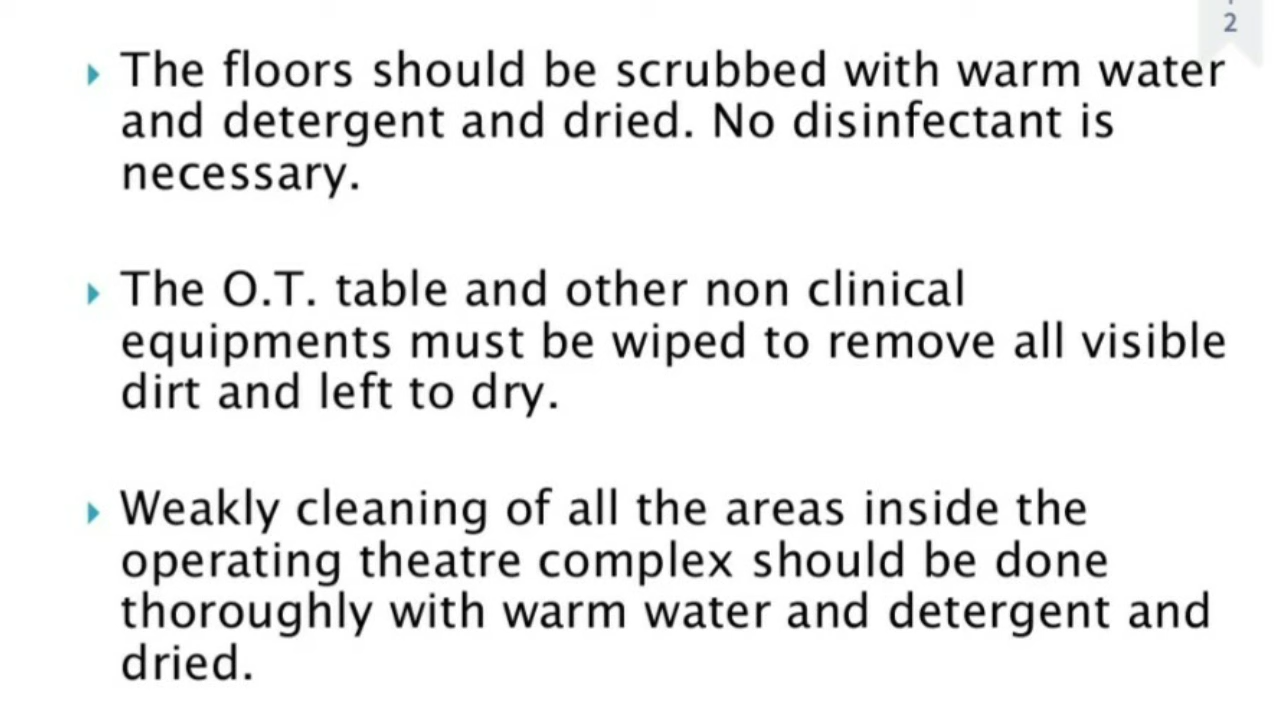 2
The floors should be scrubbed with warm water
and detergent and dried. No disinfectant is
necessary.
The O.T. table and other non clinical
equipments must be wiped to remove all visible
dirt and left to dry.
Weakly cleaning of all the areas inside the
operating theatre complex should be done
thoroughly with warm water and detergent and
dried.